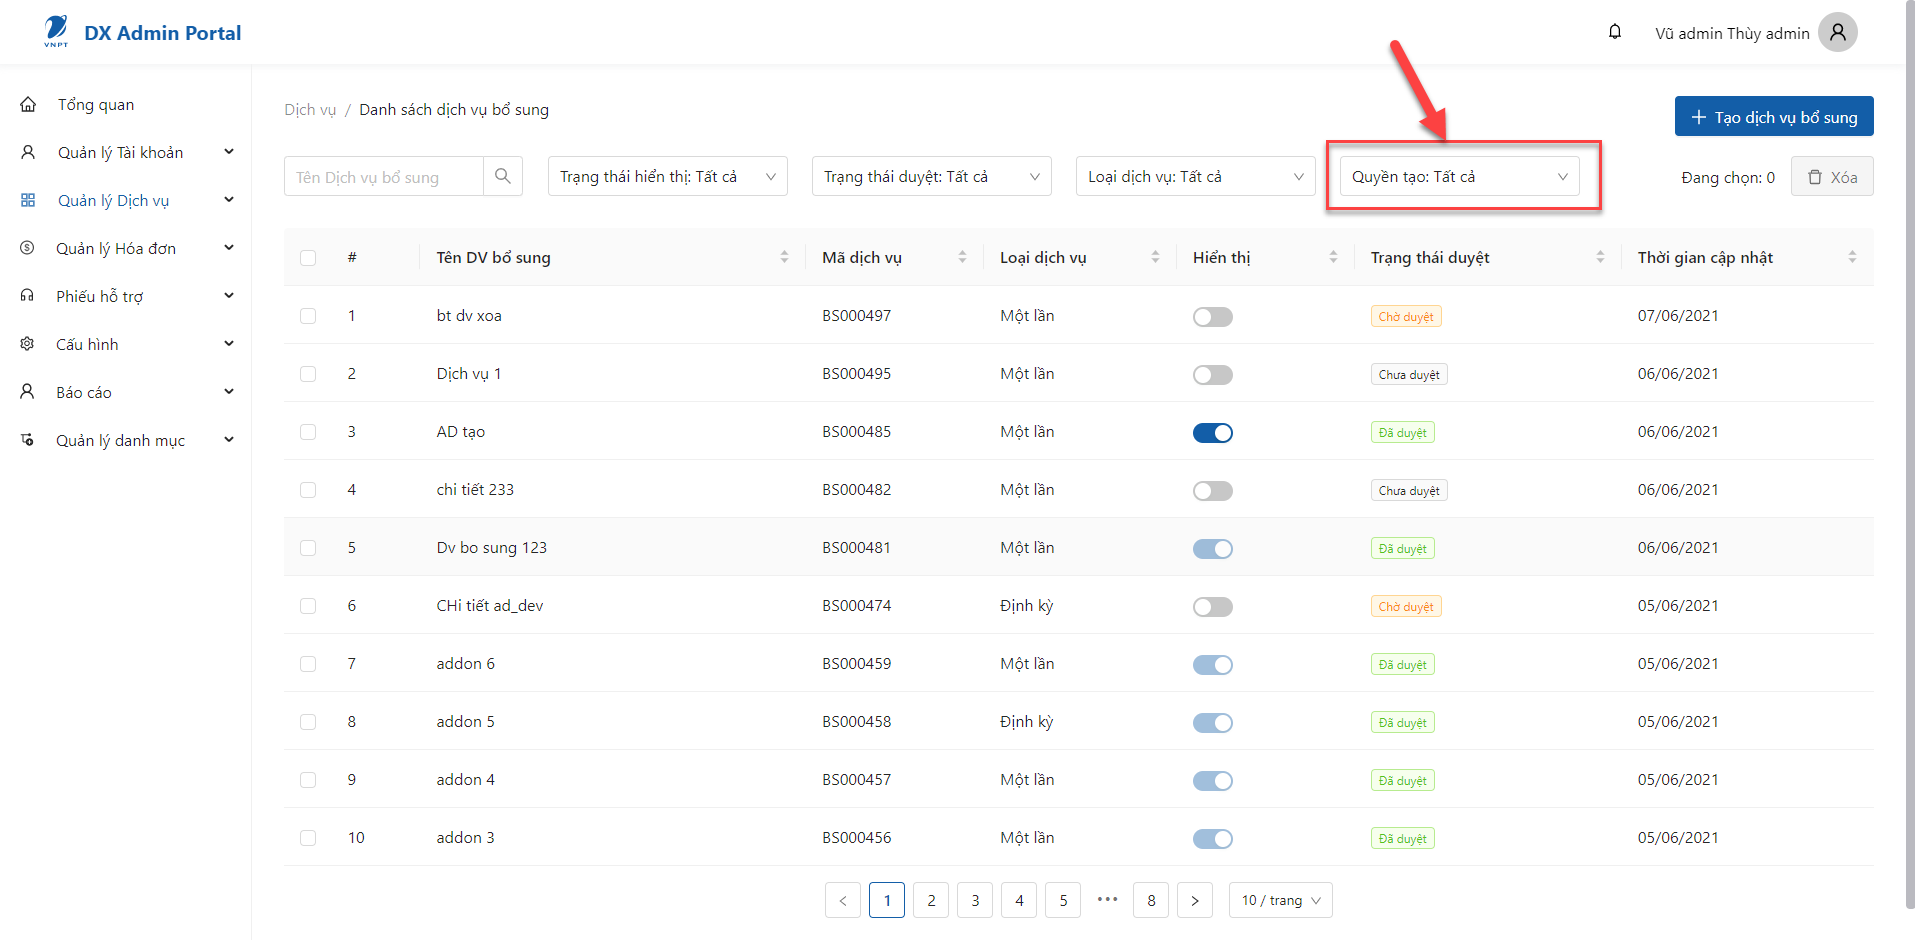 VNPT
DX Admin Portal
Vũ admin Thùy admin
Tổng quan
Quản lý Tài khoản
Quản lý Dịch vụ
Quản lý Hóa đơn
Phiếu hỗ trợ
Cấu hình
Báo cáo
Quản lý danh mục
Dịch vụ / Danh sách dịch vụ bổ sung
+ Tạo dịch vụ bổ sung
Tên Dịch vụ bổ sung Trạng thái hiển thị: Tất cả Trạng thái duyệt: Tất cả Loại dịch vụ: Tất cả Quyền tạo: Tất cả Đang chọn: 0 Xóa
# Tên DV bổ sung Mã dịch vụ Loại dịch vụ Hiển thị Trạng thái duyệt Thời gian cập nhật
1 bt dv xoa BS000497 Một lần Chờ duyệt 07/06/2021
2 Dịch vụ 1 BS000495 Một lần Chưa duyệt 06/06/2021
3 AD tạo BS000485 Một lần Đã duyệt 06/06/2021
4 chi tiết 233 BS000482 Một lần Chưa duyệt 06/06/2021
5 Dv bo sung 123 BS000481 Một lần Đã duyệt 06/06/2021
6 CHi tiết ad_dev BS000474 Định kỳ Chờ duyệt 05/06/2021
7 addon 6 BS000459 Một lần Đã duyệt 05/06/2021
8 addon 5 BS000458 Định kỳ Đã duyệt 05/06/2021
9 addon 4 BS000457 Một lần Đã duyệt 05/06/2021
10 addon 3 BS000456 Một lần Đã duyệt 05/06/2021
< 1 2 3 4 5 ••• 8 > 10 / trang